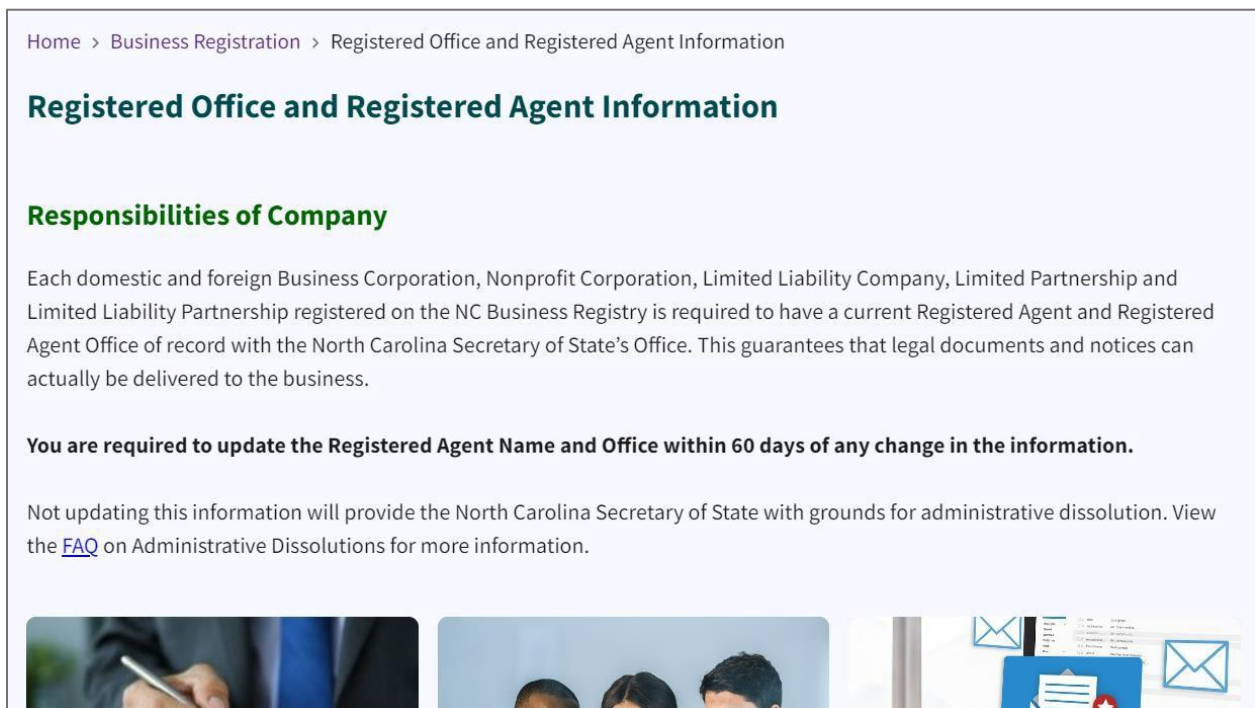 Home > Business Registration > Registered Office and Registered Agent Information
Registered Office and Registered Agent Information
Responsibilities of Company
Each domestic and foreign Business Corporation, Nonprofit Corporation, Limited Liability Company, Limited Partnership and
Limited Liability Partnership registered on the NC Business Registry is required to have a current Registered Agent and Registered
Agent Office of record with the North Carolina Secretary of State’s Office. This guarantees that legal documents and notices can
actually be delivered to the business.
You are required to update the Registered Agent Name and Office within 60 days of any change in the information.
Not updating this information will provide the North Carolina Secretary of State with grounds for administrative dissolution. View
the FAQ on Administrative Dissolutions for more information.